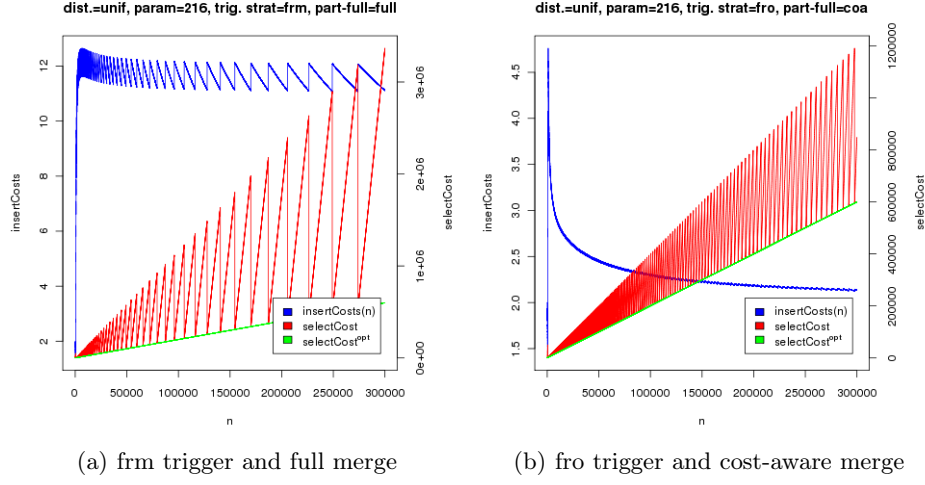 dist.=unif, param=216, trig. strat=frm, part-full=full
12
10
8
6
4
2
insertCosts
3e+06
2e+06
1e+06
0e+00
selectCost
insertCosts(n)
selectCost
selectCost^opt
0 50000 100000 150000 200000 250000 300000
n
(a) frm trigger and full merge
dist.=unif, param=216, trig. strat=fro, part-full=coa
4.5
4.0
3.5
3.0
2.5
2.0
1.5
insertCosts
1200000
800000
600000
400000
200000
0
selectCost
insertCosts(n)
selectCost
selectCost^opt
0 50000 100000 150000 200000 250000 300000
n
(b) fro trigger and cost-aware merge